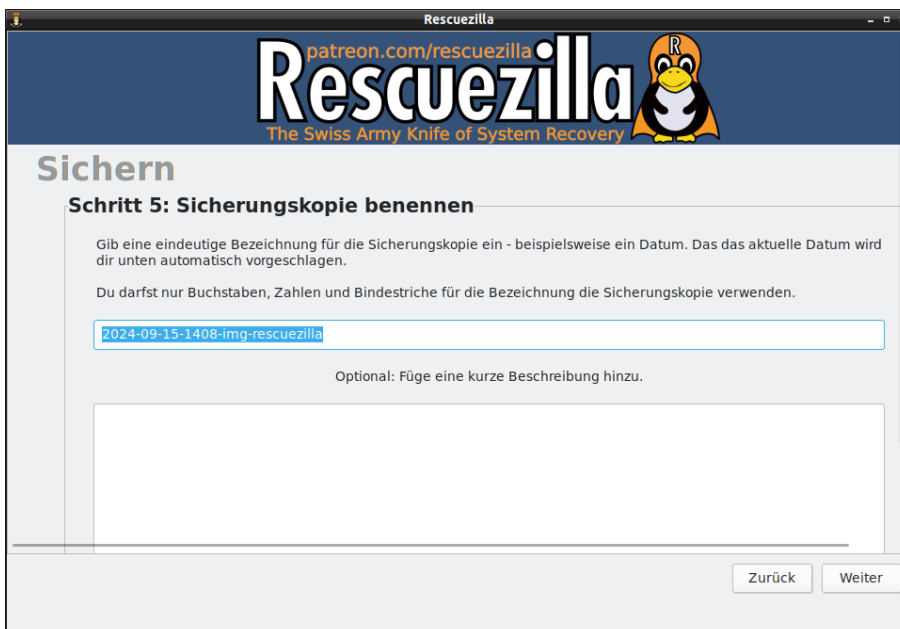 Rescuezilla
patreon.com/rescuezilla
R
Rescuezilla
The Swiss Army Knife of System Recovery
Sichern
Schritt 5: Sicherungskopie benennen
Gib eine eindeutige Bezeichnung für die Sicherungskopie ein - beispielsweise ein Datum. Das das aktuelle Datum wird
dir unten automatisch vorgeschlagen.
Du darfst nur Buchstaben, Zahlen und Bindestriche für die Bezeichnung die Sicherungskopie verwenden.
2024-09-15-1408-img-rescuezilla
Optional: Füge eine kurze Beschreibung hinzu.
Zurück
Weiter